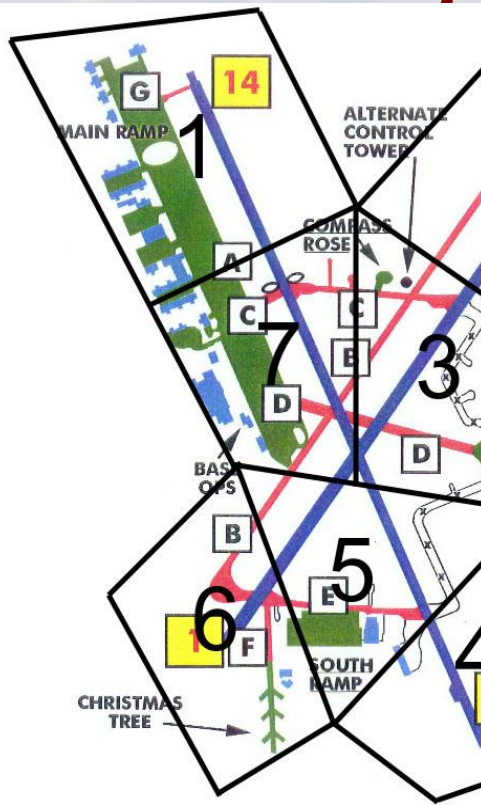 14
G
MAIN RAMP
1
ALTERNATE
CONTROL
TOWER
COMPASS
ROSE
A
C
C
7
B
3
D
D
BASE
OPS
B
5
E
6
1
F
SOUTH
RAMP
CHRISTMAS
TREE